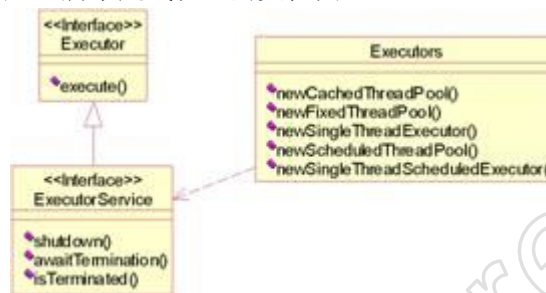 <<Interface>>
Executor
execute()
<<Interface>>
ExecutorService
shutdown()
awaitTermination()
isTerminated()
Executors
newCachedThreadPool()
newFixedThreadPool()
newSingleThreadExecutor()
newScheduledThreadPool()
newSingleThreadScheduledExecutor()